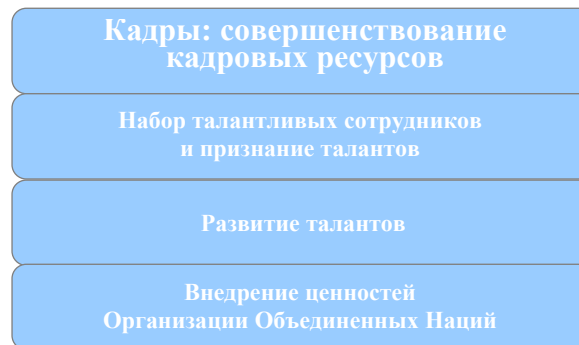 Кадры: совершенствование
кадровых ресурсов
Набор талантливых сотрудников
и признание талантов
Развитие талантов
Внедрение ценностей
Организации Объединенных Наций